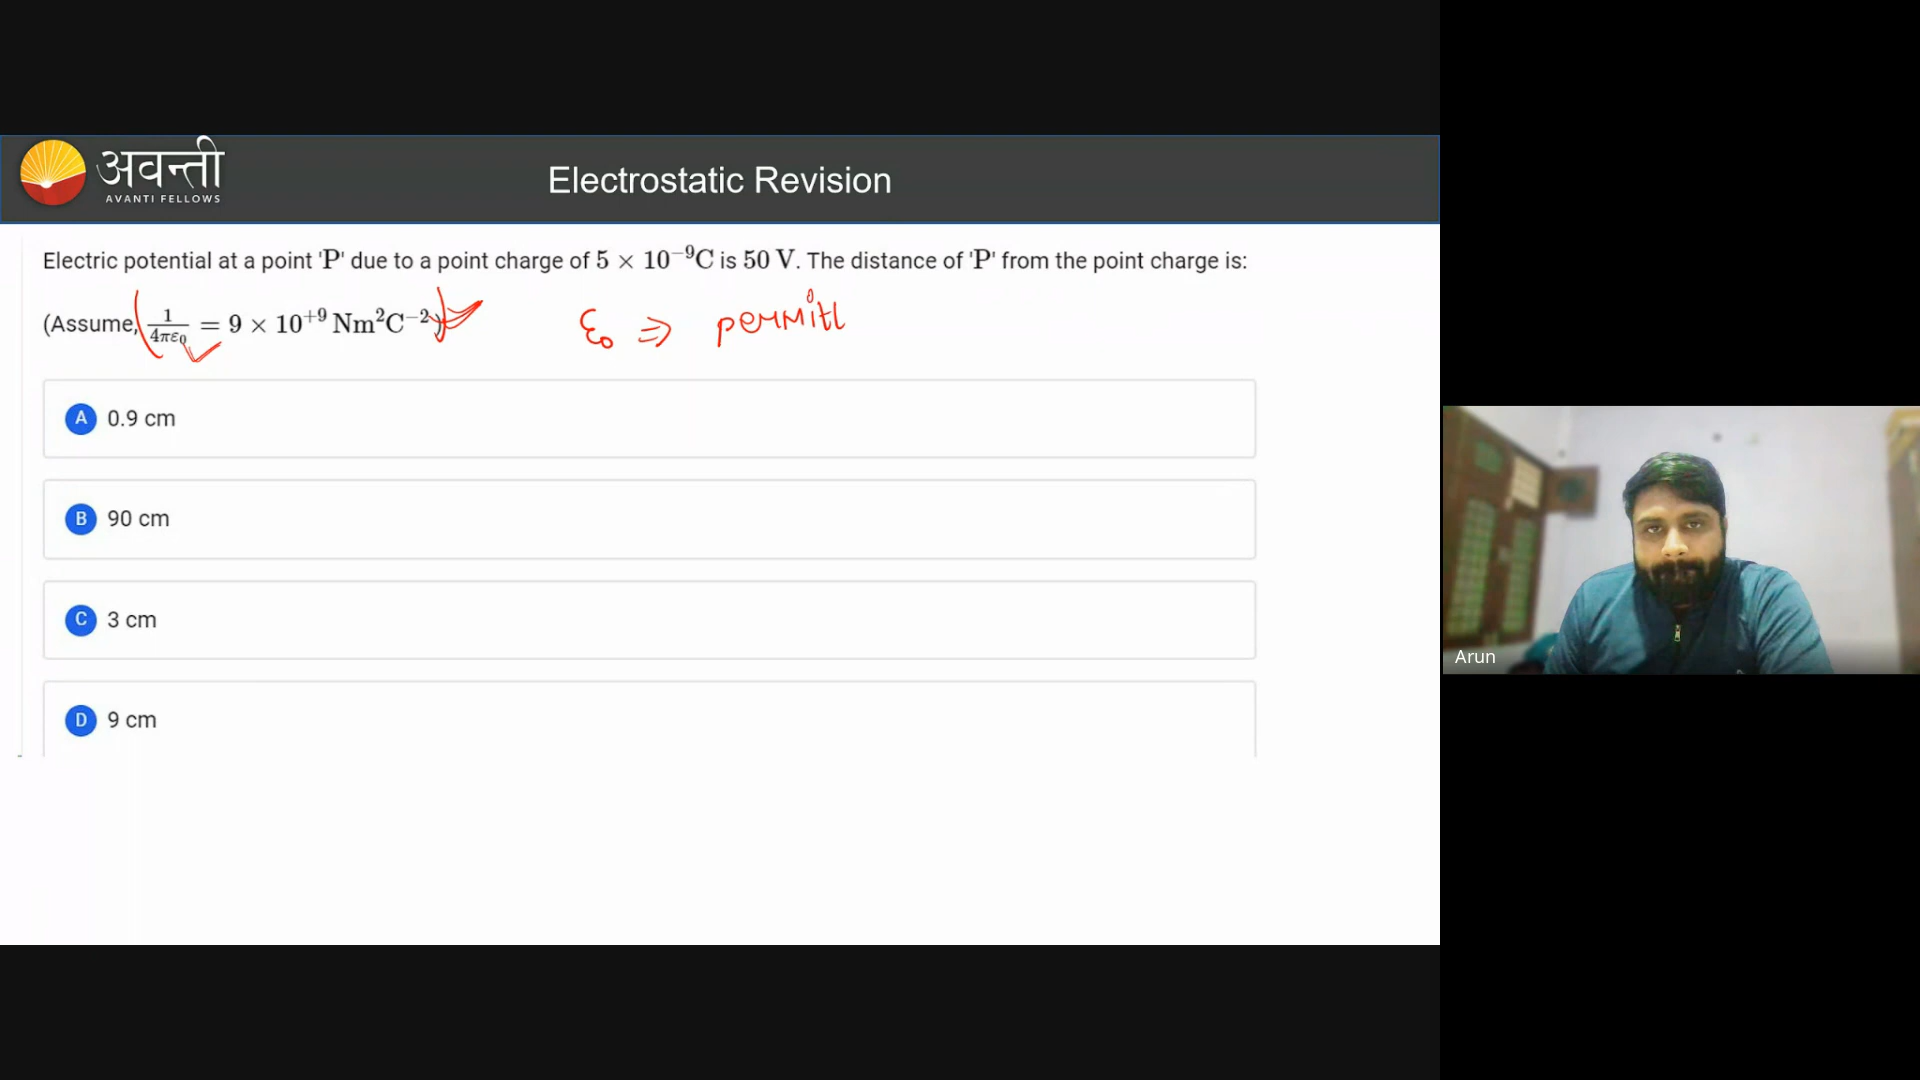 अवन्ती
AVANTI FELLOWS
Electrostatic Revision
Electric potential at a point 'P' due to a point charge of 5 × 10⁻⁹C is 50 V. The distance of 'P' from the point charge is:
(Assume, 1/4πε₀ = 9 × 10⁺⁹ Nm²C⁻²)
ε₀ ⇒ permitt
A 0.9 cm
B 90 cm
C 3 cm
D 9 cm
Arun